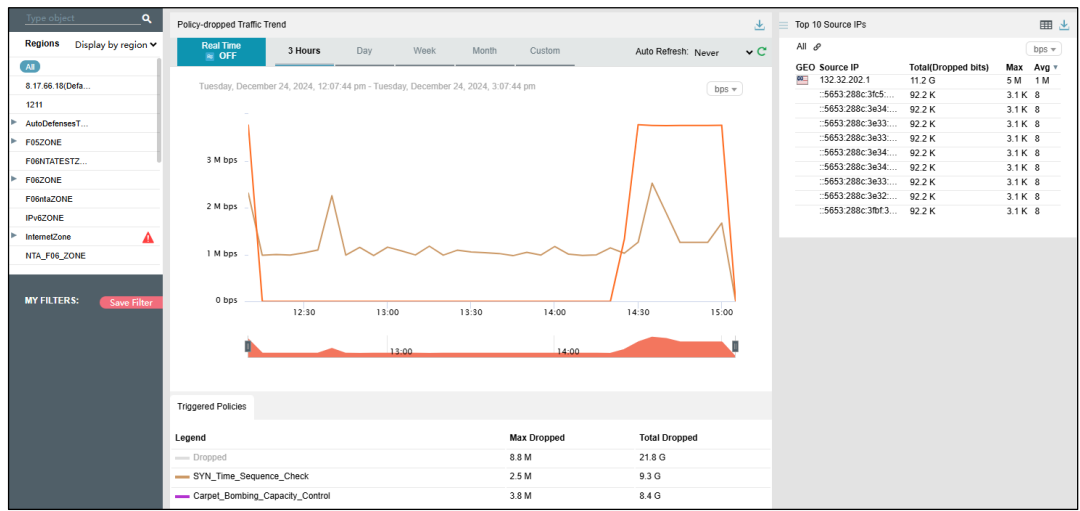 Type object
Regions Display by region
All
8.17.66.18(Defa...
1211
AutoDefensesT...
F05ZONE
F06NTATESTZ...
F06ZONE
F06ntaZONE
IPv6ZONE
InternetZone
NTA_F06_ZONE
MY FILTERS: Save Filter
Policy-dropped Traffic Trend
Real Time
OFF
3 Hours Day Week Month Custom Auto Refresh: Never
Tuesday, December 24, 2024, 12:07:44 pm - Tuesday, December 24, 2024, 3:07:44 pm bps
3 M bps
2 M bps
1 M bps
0 bps
12:30 13:00 13:30 14:00 14:30 15:00
13:00 14:00
Triggered Policies
Legend Max Dropped Total Dropped
Dropped 8.8 M 21.8 G
SYN_Time_Sequence_Check 2.5 M 9.3 G
Carpet_Bombing_Capacity_Control 3.8 M 8.4 G
Top 10 Source IPs
All
bps
GEO Source IP Total(Dropped bits) Max Avg
132.32.202.1 11.2 G 5 M 1 M
::5653:288c:3fc5:... 92.2 K 3.1 K 8
::5653:288c:3e34:... 92.2 K 3.1 K 8
::5653:288c:3e33:... 92.2 K 3.1 K 8
::5653:288c:3e33:... 92.2 K 3.1 K 8
::5653:288c:3e34:... 92.2 K 3.1 K 8
::5653:288c:3e34:... 92.2 K 3.1 K 8
::5653:288c:3e33:... 92.2 K 3.1 K 8
::5653:288c:3e32:... 92.2 K 3.1 K 8
::5653:288c:3fbf:3... 92.2 K 3.1 K 8